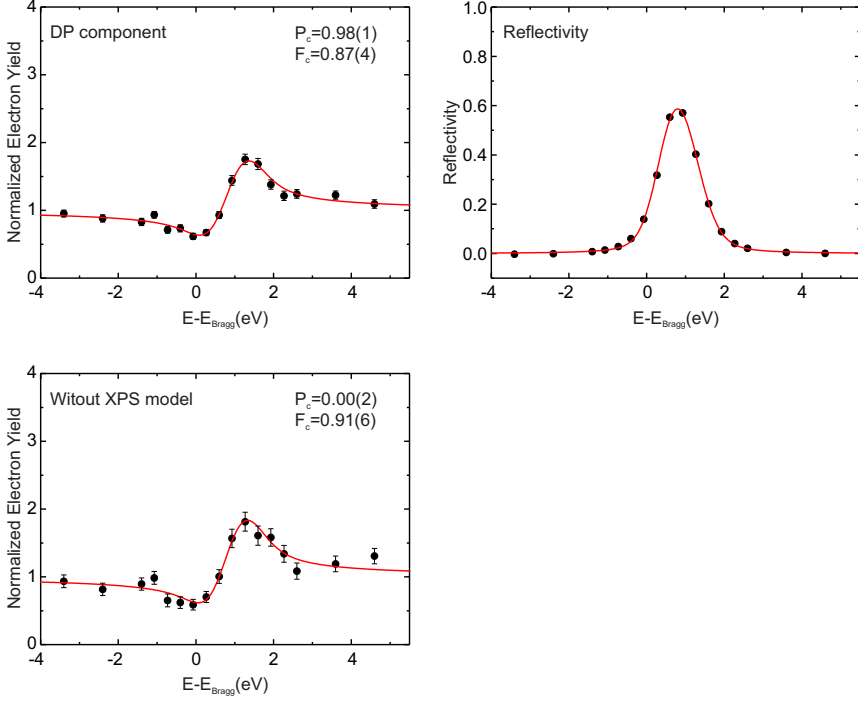 DP component
P_c=0.98(1)
F_c=0.87(4)
Normalized Electron Yield
4
3
2
1
0
-4 -2 0 2 4
E-E_Bragg(eV)
Reflectivity
Reflectivity
1.0
0.8
0.6
0.4
0.2
0.0
-4 -2 0 2 4
E-E_Bragg(eV)
Witout XPS model
P_c=0.00(2)
F_c=0.91(6)
Normalized Electron Yield
4
3
2
1
0
-4 -2 0 2 4
E-E_Bragg(eV)